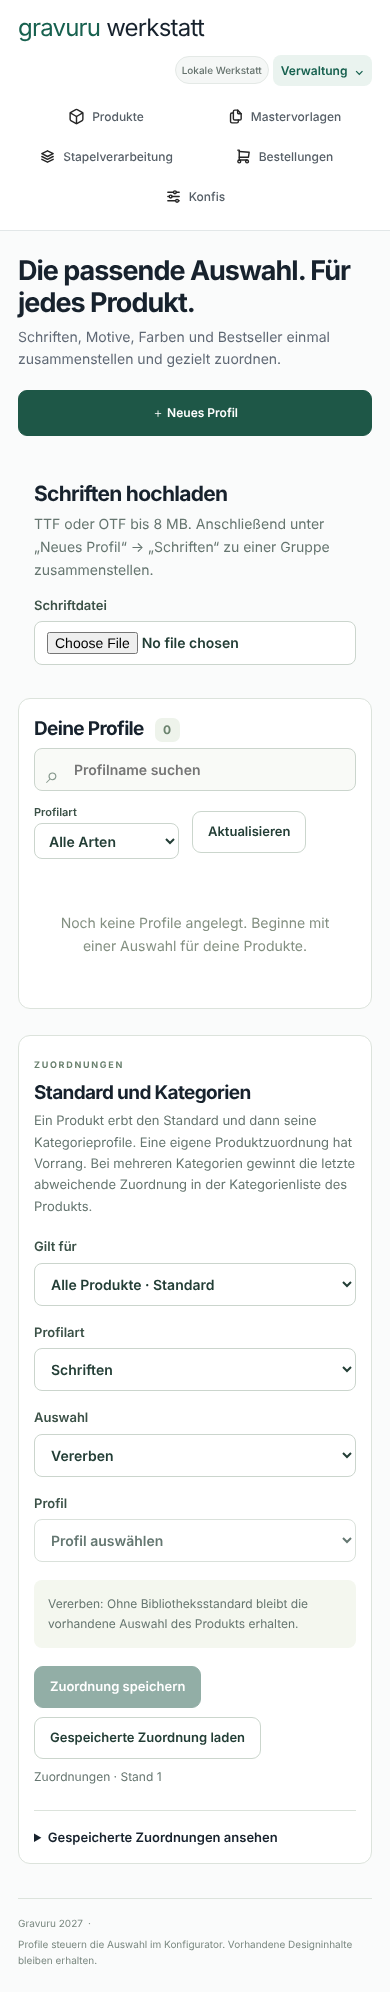 gravuru werkstatt
Lokale Werkstatt
Verwaltung
Produkte
Mastervorlagen
Stapelverarbeitung
Bestellungen
Konfis
Die passende Auswahl. Für
jedes Produkt.
Schriften, Motive, Farben und Bestseller einmal
zusammenstellen und gezielt zuordnen.
+ Neues Profil
Schriften hochladen
TTF oder OTF bis 8 MB. Anschließend unter
„Neues Profil“ → „Schriften“ zu einer Gruppe
zusammenstellen.
Schriftdatei
Choose File No file chosen
Deine Profile 0
Profilname suchen
Profilart
Alle Arten
Aktualisieren
Noch keine Profile angelegt. Beginne mit
einer Auswahl für deine Produkte.
ZUORDNUNGEN
Standard und Kategorien
Ein Produkt erbt den Standard und dann seine
Kategorieprofile. Eine eigene Produktzuordnung hat
Vorrang. Bei mehreren Kategorien gewinnt die letzte
abweichende Zuordnung in der Kategorienliste des
Produkts.
Gilt für
Alle Produkte · Standard
Profilart
Schriften
Auswahl
Vererben
Profil
Profil auswählen
Vererben: Ohne Bibliotheksstandard bleibt die
vorhandene Auswahl des Produkts erhalten.
Zuordnung speichern
Gespeicherte Zuordnung laden
Zuordnungen · Stand 1
Gespeicherte Zuordnungen ansehen
Gravuru 2027 ·
Profile steuern die Auswahl im Konfigurator. Vorhandene Designinhalte
bleiben erhalten.